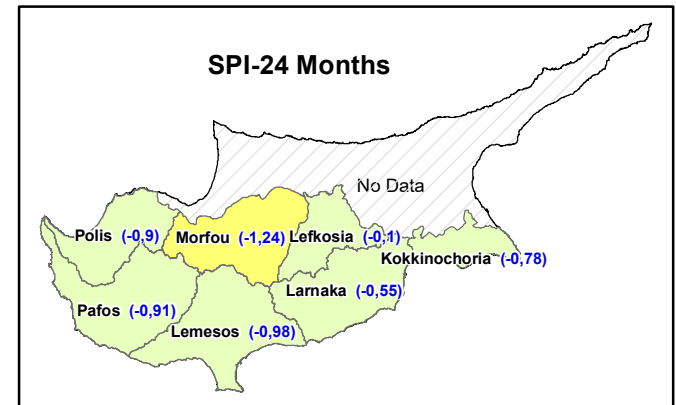 SPI-24 Months
No Data
Polis (-0,9)
Morfou (-1,24)
Lefkosia (-0,1)
Kokkinochoria (-0,78)
Larnaka (-0,55)
Pafos (-0,91)
Lemesos (-0,98)